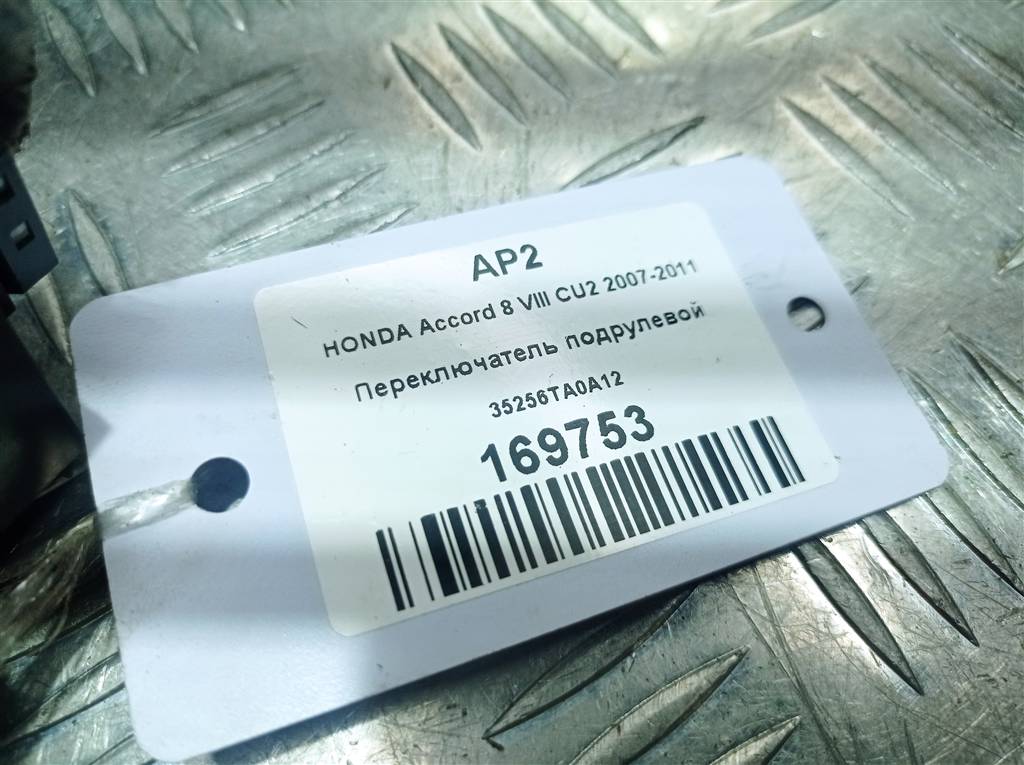 AP2
HONDA Accord 8 VIII CU2 2007-2011
Переключатель подрулевой
35256TA0A12
169753